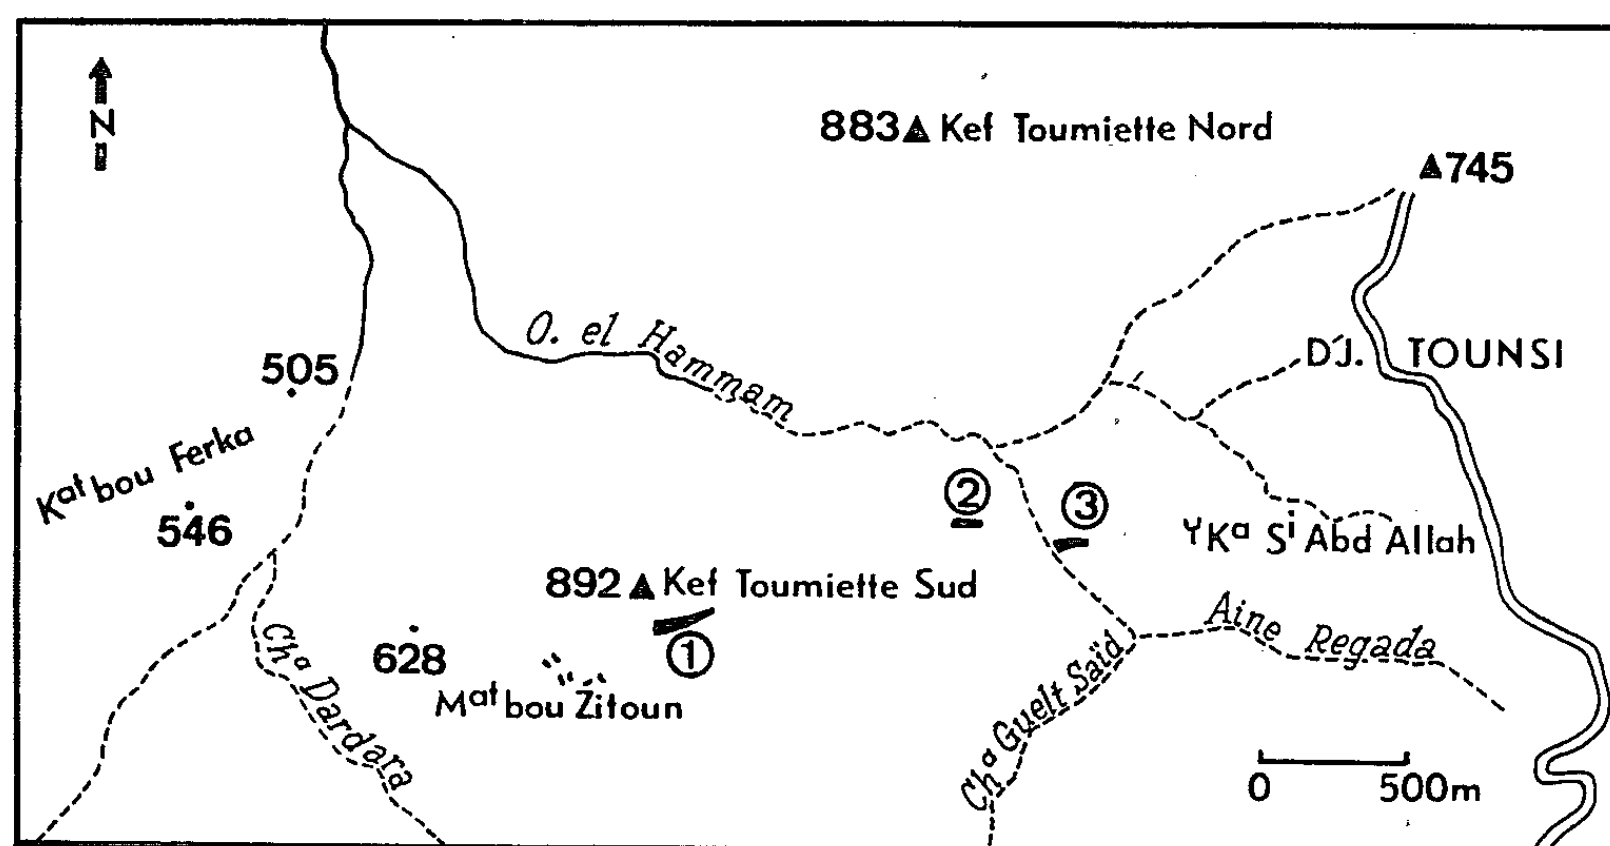 N
883 Kef Toumiette Nord
745
O. el Hammam
DJ. TOUNSI
505
Kat bou Ferka
546
2
3
Ka Si Abd Allah
892 Kef Toumiette Sud
1
628
Mat bou Zitoun
Cha Dardara
Cha Guelt Saïd
Aine Regada
0 500m